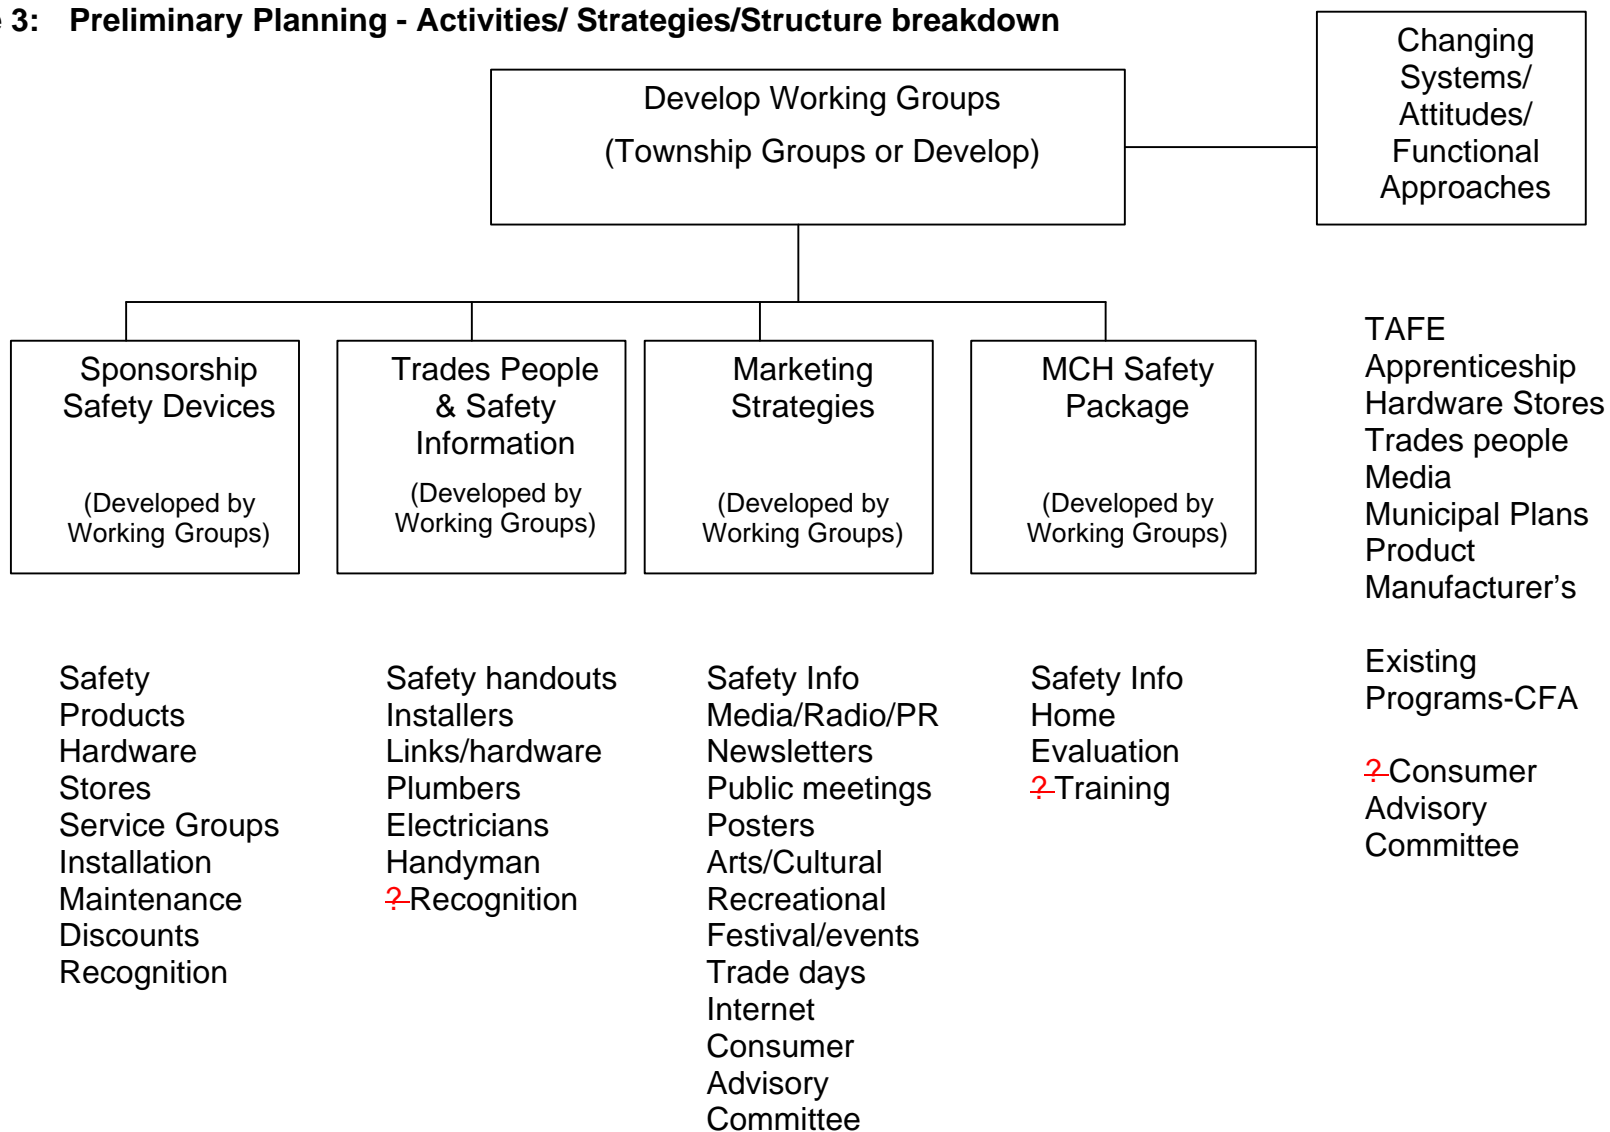 e 3: Preliminary Planning - Activities/ Strategies/Structure breakdown
Develop Working Groups
(Township Groups or Develop)
Changing
Systems/
Attitudes/
Functional
Approaches
Sponsorship
Safety Devices
(Developed by
Working Groups)
Trades People
& Safety
Information
(Developed by
Working Groups)
Marketing
Strategies
(Developed by
Working Groups)
MCH Safety
Package
(Developed by
Working Groups)
Safety
Products
Hardware
Stores
Service Groups
Installation
Maintenance
Discounts
Recognition
Safety handouts
Installers
Links/hardware
Plumbers
Electricians
Handyman
? Recognition
Safety Info
Media/Radio/PR
Newsletters
Public meetings
Posters
Arts/Cultural
Recreational
Festival/events
Trade days
Internet
Consumer
Advisory
Committee
Safety Info
Home
Evaluation
? Training
TAFE
Apprenticeship
Hardware Stores
Trades people
Media
Municipal Plans
Product
Manufacturer’s
Existing
Programs-CFA
? Consumer
Advisory
Committee